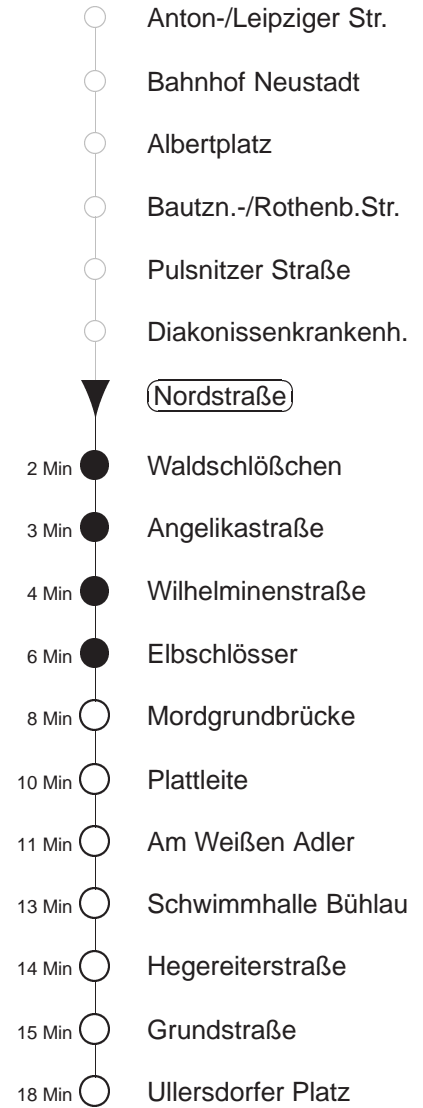 Anton-/Leipziger Str.
Bahnhof Neustadt
Albertplatz
Bautzn.-/Rothenb.Str.
Pulsnitzer Straße
Diakonissenkrankenh.
Nordstraße
2 Min Waldschlößchen
3 Min Angelikastraße
4 Min Wilhelminenstraße
6 Min Elbschlösser
8 Min Mordgrundbrücke
10 Min Plattleite
11 Min Am Weißen Adler
13 Min Schwimmhalle Bühlau
14 Min Hegereiterstraße
15 Min Grundstraße
18 Min Ullersdorfer Platz